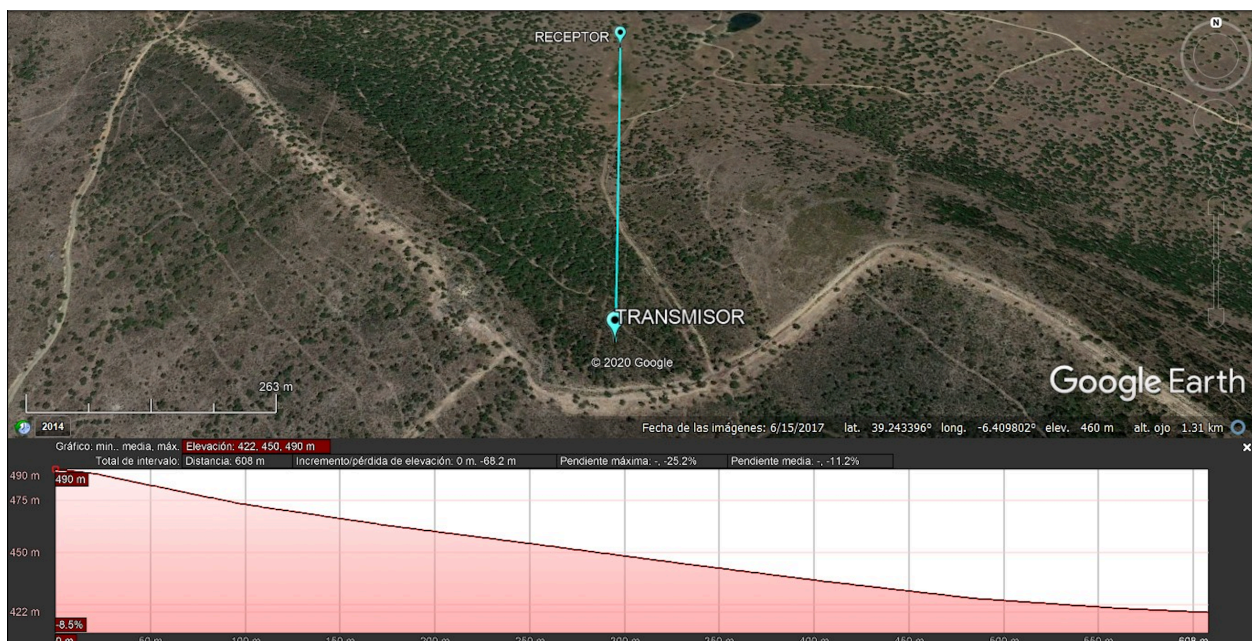 N
RECEPTOR
TRANSMISOR
© 2020 Google
Google Earth
263 m
2014
Fecha de las imágenes: 6/15/2017 lat. 39.243396° long. -6.409802° elev. 460 m alt. ojo 1.31 km
Gráfico: min., media, máx. Elevación: 422, 450, 490 m
Total de intervalo: Distancia: 608 m Incremento/pérdida de elevación: 0 m, -68.2 m Pendiente máxima: -, -25.2% Pendiente media: -, -11.2%
490 m
490 m
475 m
450 m
422 m
-8.5%
0 m 50 m 100 m 150 m 200 m 250 m 300 m 350 m 400 m 450 m 500 m 550 m 608 m